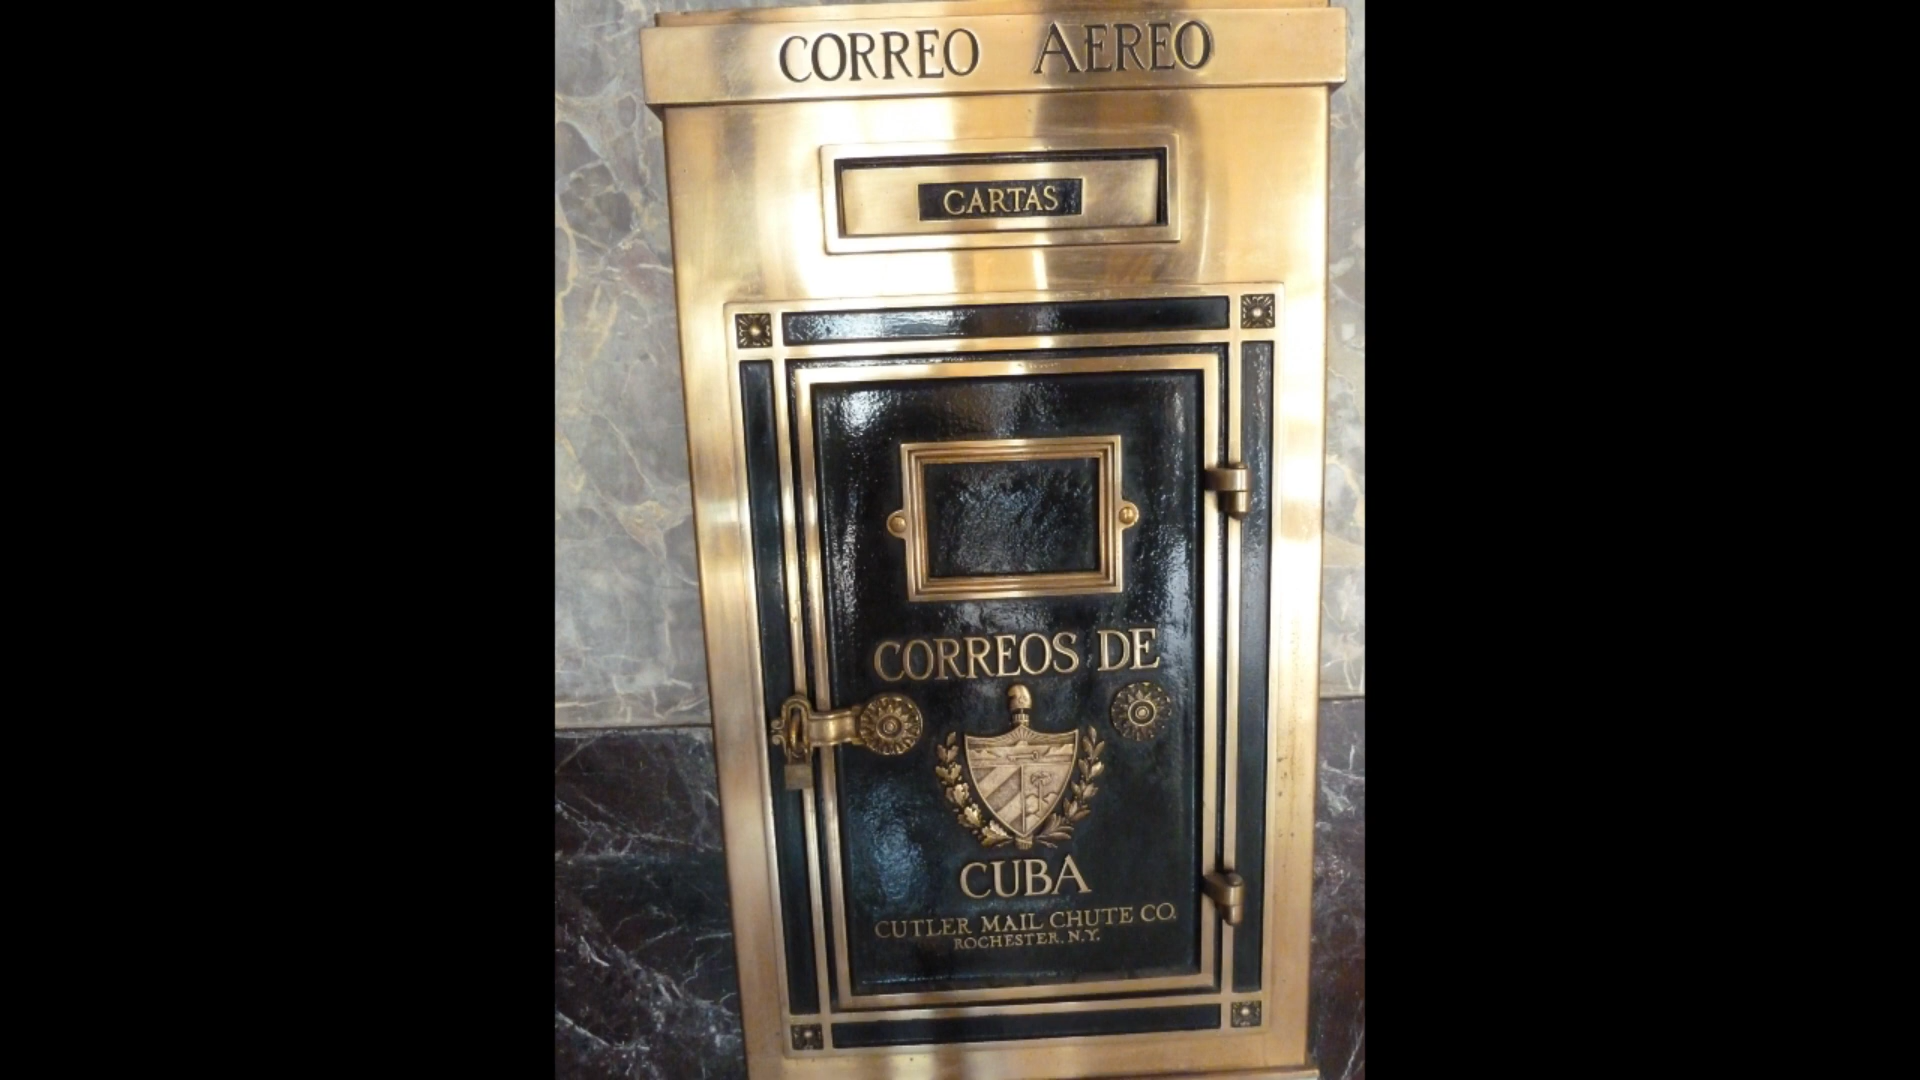 CORREO AEREO
CARTAS
CORREOS DE
CUBA
CUTLER MAIL CHUTE CO.
ROCHESTER, N.Y.